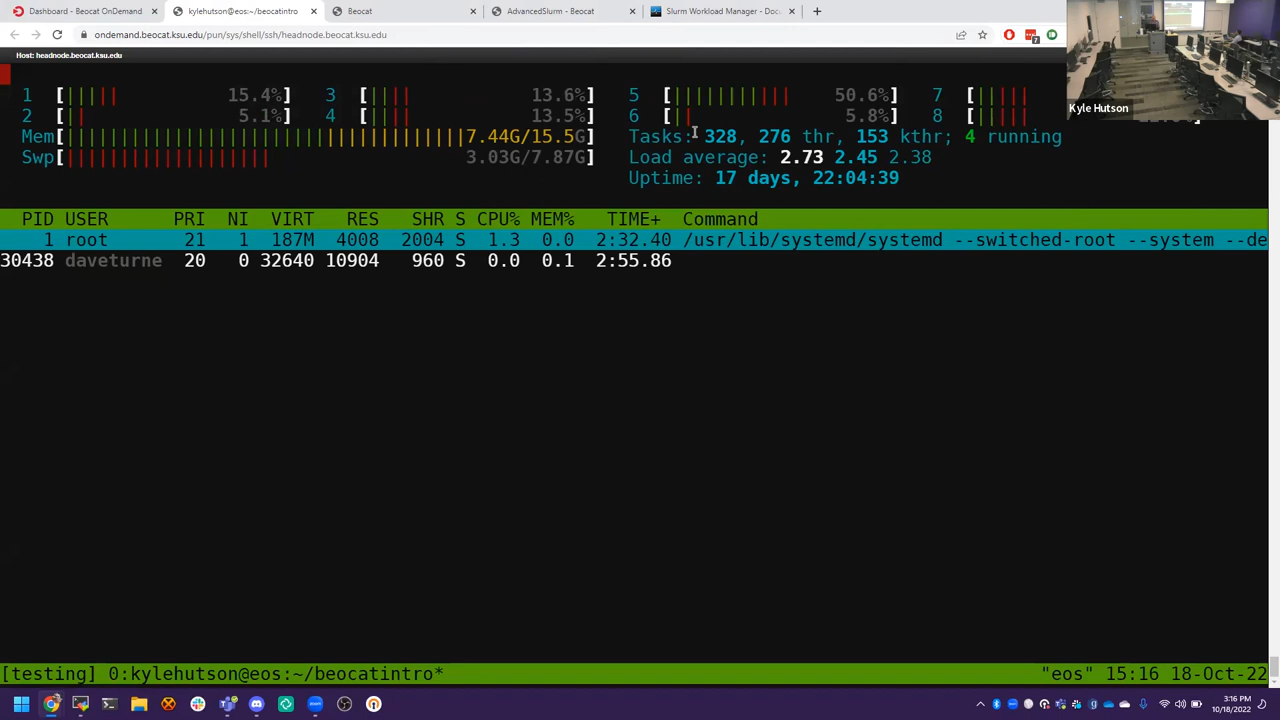 Dashboard - Beocat OnDemand
kylehutson@eos:~/beocatintro
Beocat
AdvancedSlurm - Beocat
Slurm Workload Manager - Doc
ondemand.beocat.ksu.edu/pun/sys/shell/ssh/headnode.beocat.ksu.edu
7
Host: headnode.beocat.ksu.edu
Kyle Hutson
1 [||||| 15.4%] 3 [|||| 13.6%] 5 [||||||||||| 50.6%] 7 [|||||
2 [|| 5.1%] 4 [|||| 13.5%] 6 [|| 5.8%] 8 [|||||
Mem[|||||||||||||||||||||||||||||||||||||7.44G/15.5G]
Swp[||||||||||||||||||| 3.03G/7.87G]
Tasks: 328, 276 thr, 153 kthr; 4 running
Load average: 2.73 2.45 2.38
Uptime: 17 days, 22:04:39
PID USER PRI NI VIRT RES SHR S CPU% MEM% TIME+ Command
1 root 21 1 187M 4008 2004 S 1.3 0.0 2:32.40 /usr/lib/systemd/systemd --switched-root --system --de
30438 daveturne 20 0 32640 10904 960 S 0.0 0.1 2:55.86
[testing] 0:kylehutson@eos:~/beocatintro* "eos" 15:16 18-Oct-22
3:16 PM
10/18/2022